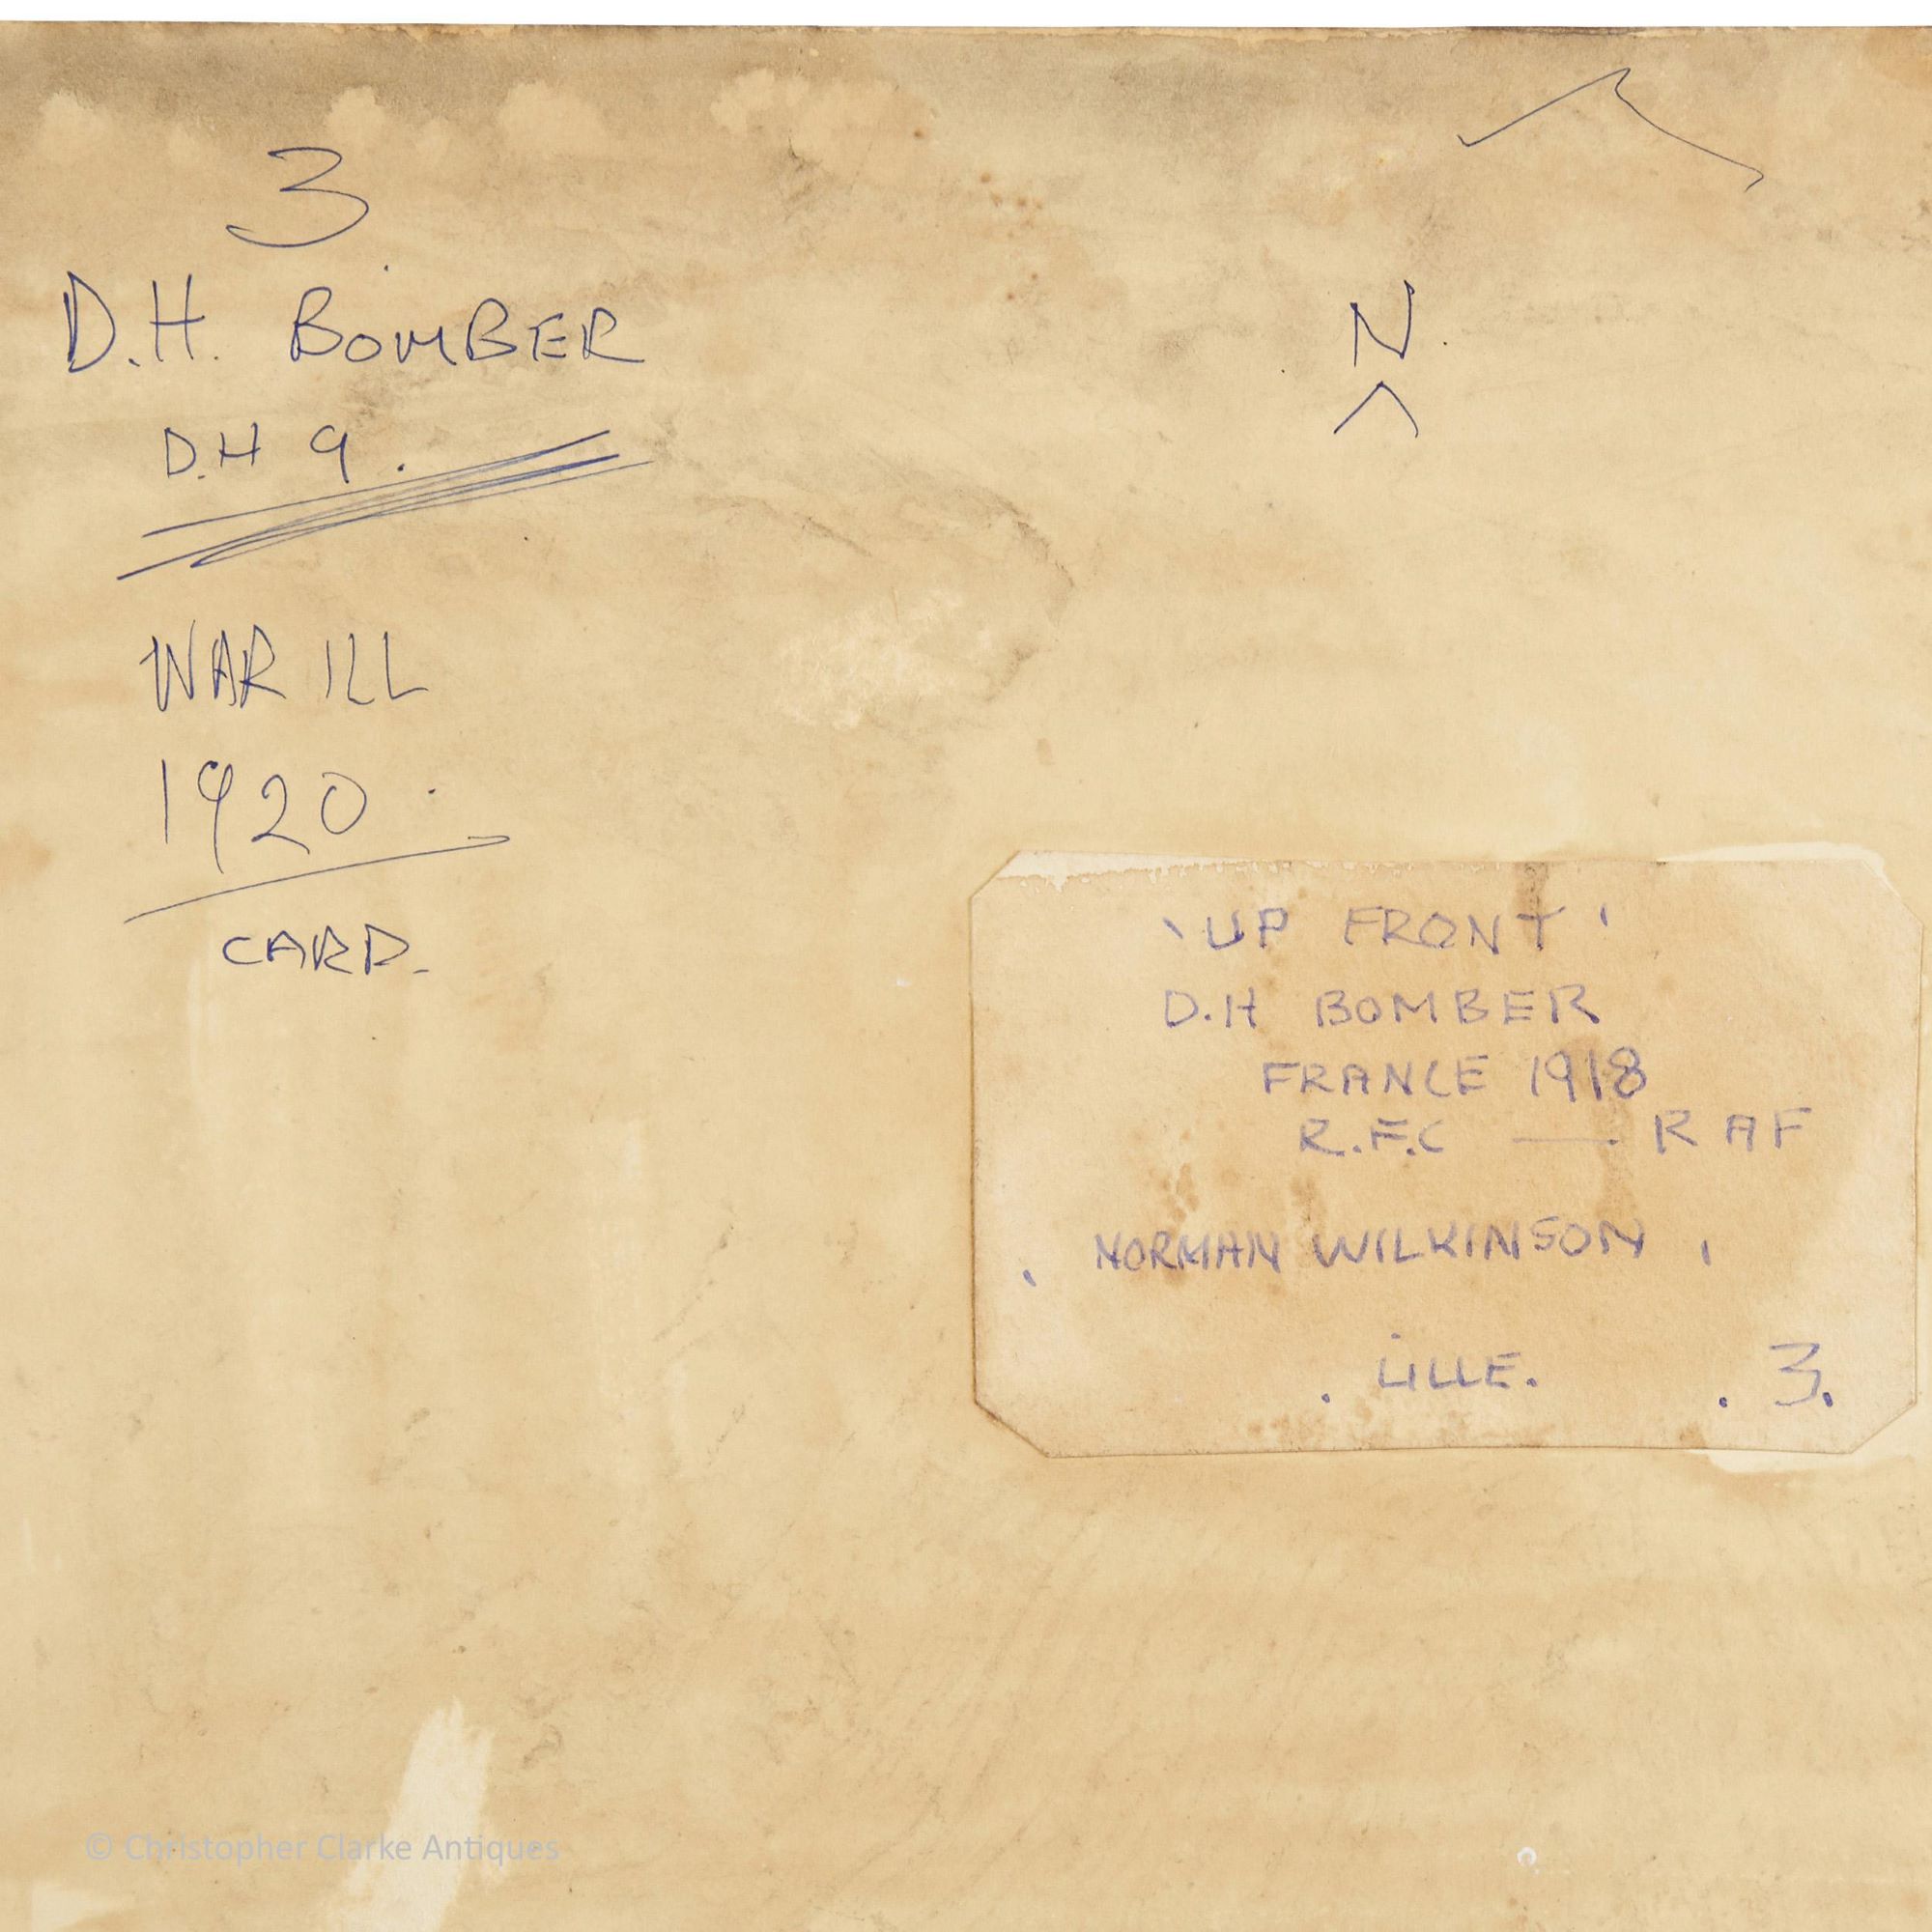 3
D.H. BOMBER
D.H 9.
WAR ILL
1920.
CARD.
N.
'UP FRONT'
D.H BOMBER
FRANCE 1918
R.F.C — RAF
'NORMAN WILKINSON'
. LILLE. . 3.
© Christopher Clarke Antiques